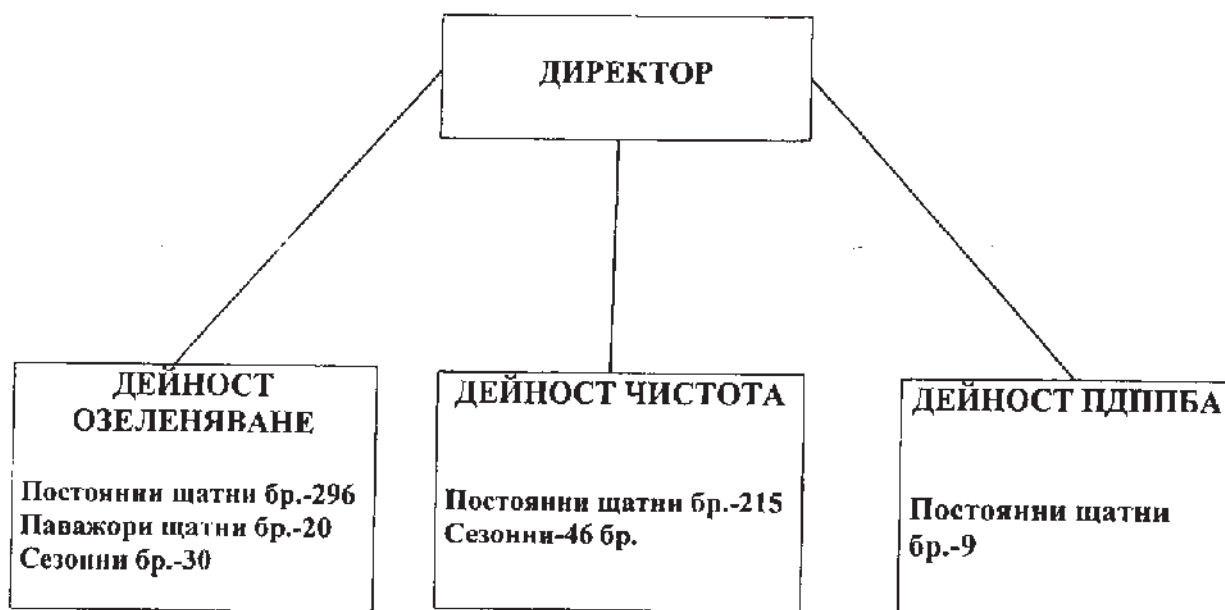 ДИРЕКТОР
ДЕЙНОСТ
ОЗЕЛЕНЯВАНЕ
Постоянни щатни бр.-296
Паважори щатни бр.-20
Сезонни бр.-30
ДЕЙНОСТ ЧИСТОТА
Постоянни щатни бр.-215
Сезонни-46 бр.
ДЕЙНОСТ ПДППБА
Постоянни щатни
бр.-9